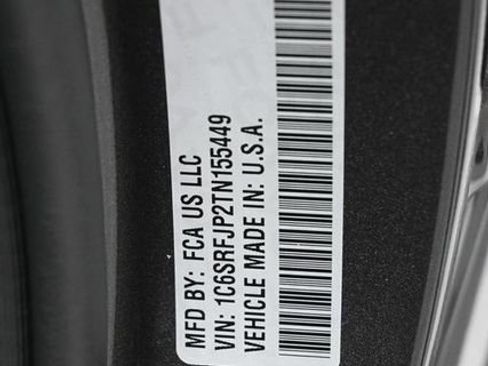 MFD BY: FCA US LLC
VIN: 1C6SRFJP2TN155449
VEHICLE MADE IN: U.S.A.